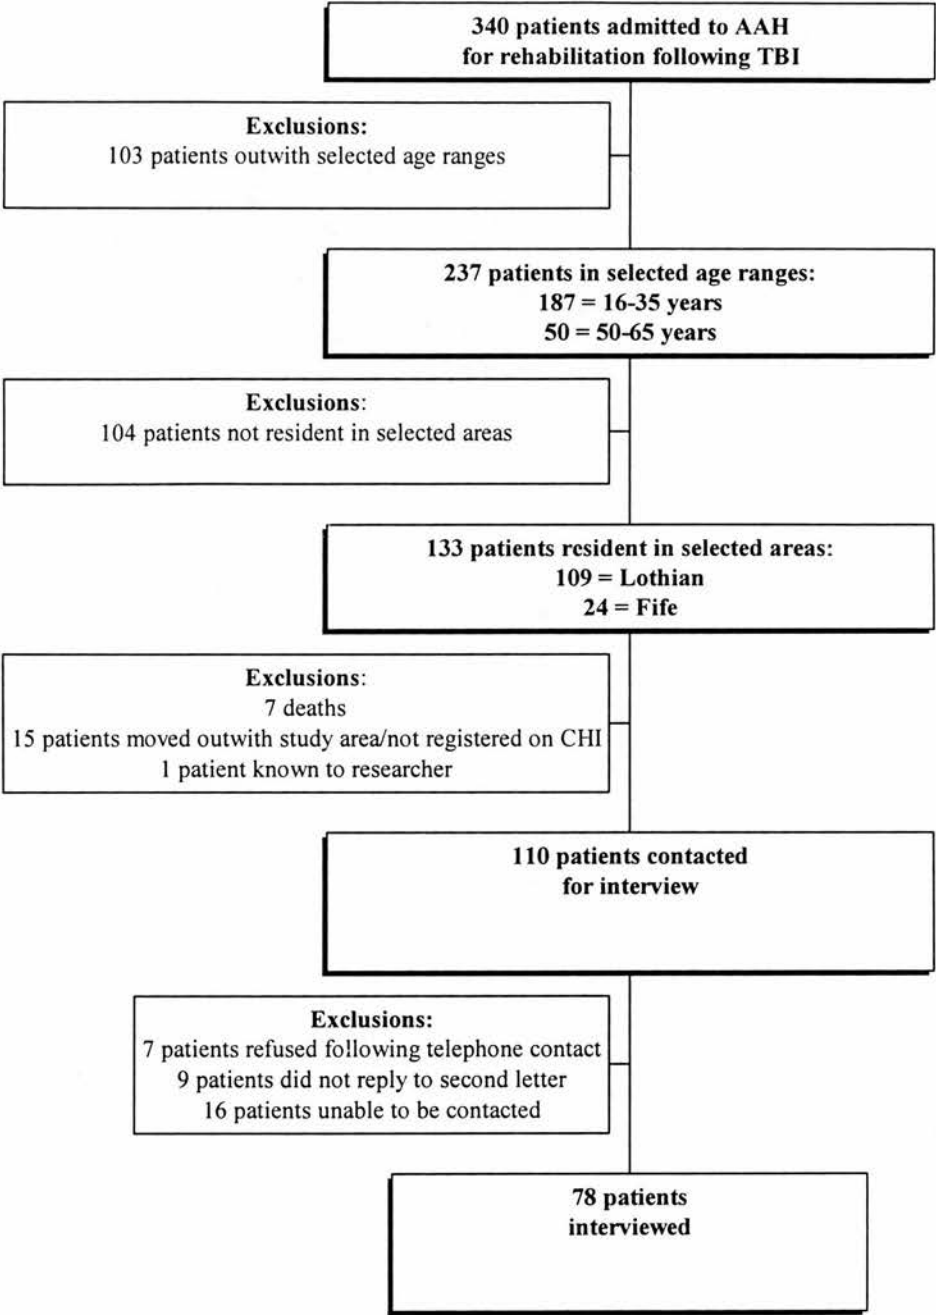 340 patients admitted to AAH
for rehabilitation following TBI
Exclusions:
103 patients outwith selected age ranges
237 patients in selected age ranges:
187 = 16-35 years
50 = 50-65 years
Exclusions:
104 patients not resident in selected areas
133 patients resident in selected areas:
109 = Lothian
24 = Fife
Exclusions:
7 deaths
15 patients moved outwith study area/not registered on CHI
1 patient known to researcher
110 patients contacted
for interview
Exclusions:
7 patients refused following telephone contact
9 patients did not reply to second letter
16 patients unable to be contacted
78 patients
interviewed